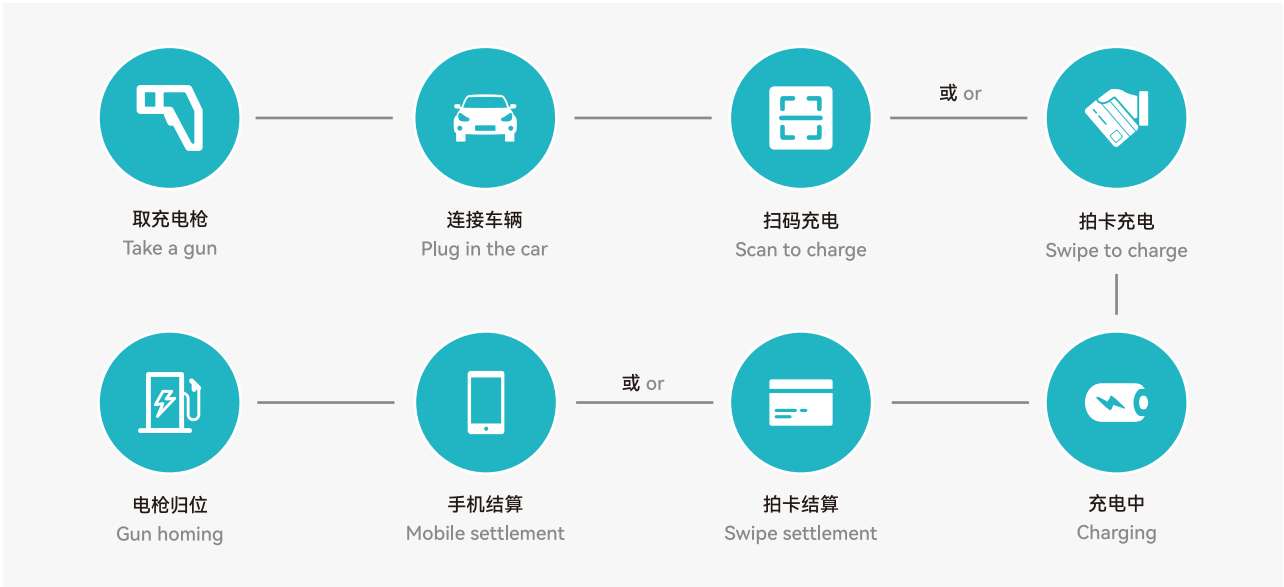 取充电枪
Take a gun
连接车辆
Plug in the car
扫码充电
Scan to charge
或 or
拍卡充电
Swipe to charge
电枪归位
Gun homing
手机结算
Mobile settlement
或 or
拍卡结算
Swipe settlement
充电中
Charging